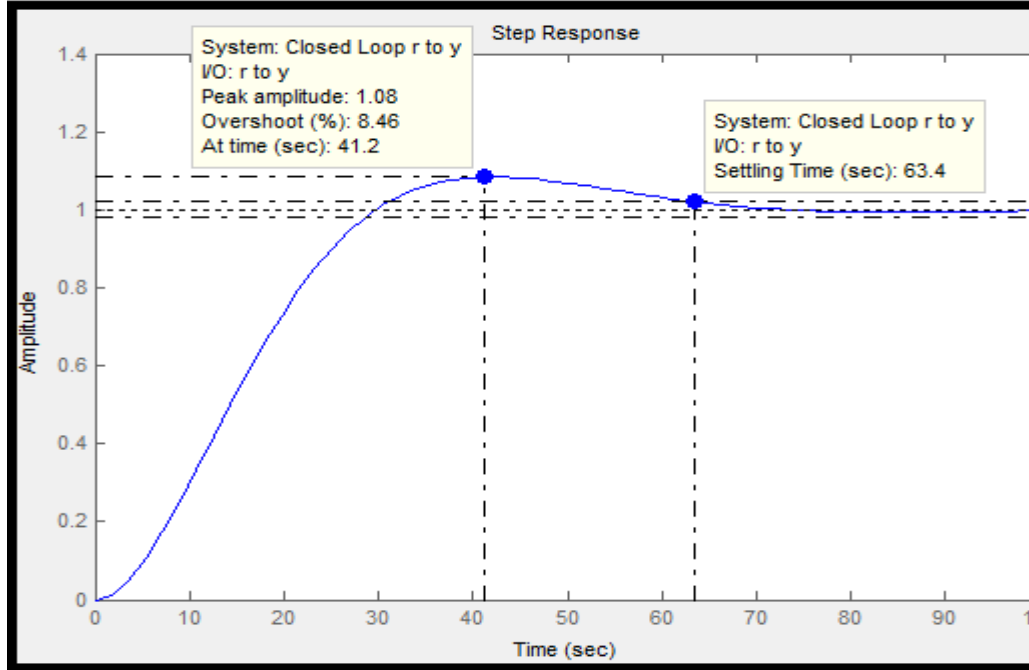 Step Response
System: Closed Loop r to y
I/O: r to y
Peak amplitude: 1.08
Overshoot (%): 8.46
At time (sec): 41.2
System: Closed Loop r to y
I/O: r to y
Settling Time (sec): 63.4
1.4
1.2
1
0.8
0.6
0.4
0.2
0
Amplitude
0 10 20 30 40 50 60 70 80 90
Time (sec)